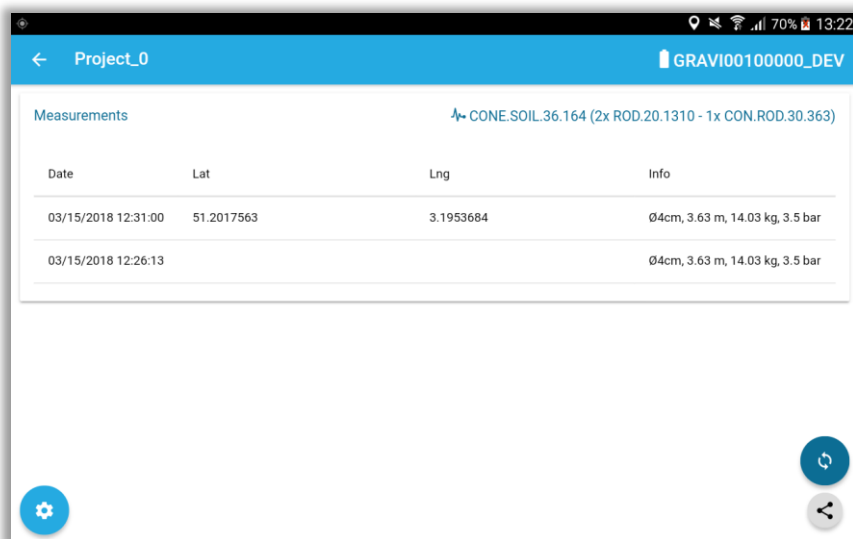 70% 13:22
Project_0 GRAVI00100000_DEV
Measurements CONE.SOIL.36.164 (2x ROD.20.1310 - 1x CON.ROD.30.363)
Date Lat Lng Info
03/15/2018 12:31:00 51.2017563 3.1953684 Ø4cm, 3.63 m, 14.03 kg, 3.5 bar
03/15/2018 12:26:13 Ø4cm, 3.63 m, 14.03 kg, 3.5 bar